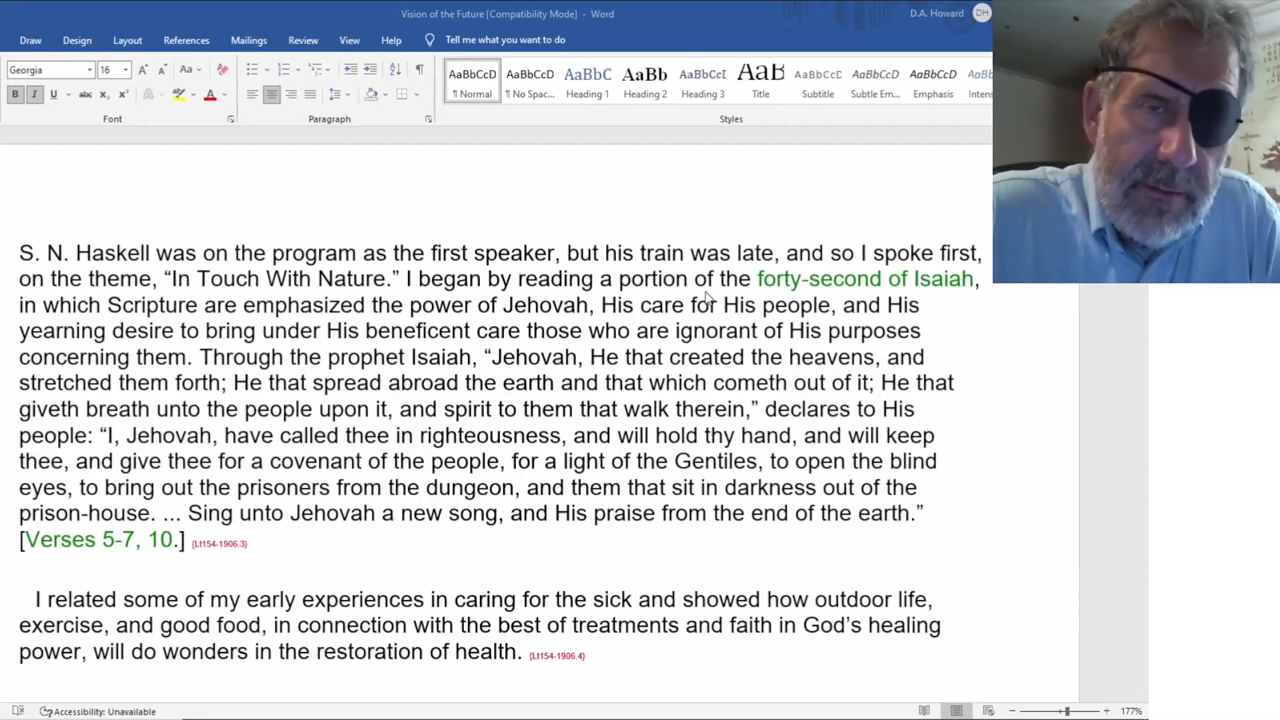 Vision of the Future [Compatibility Mode] - Word
D.A. Howard DH
Draw Design Layout References Mailings Review View Help Tell me what you want to do
Georgia 16 Aa AaBbCcD AaBbCcD AaBbC AaBb AaBbCcI AaB AaBbCcD AaBbCcD AaBbCcD AaBb
B I U abc X₂ X² A A ¶ Normal ¶ No Spac... Heading 1 Heading 2 Heading 3 Title Subtitle Subtle Em... Emphasis Intens
Font Paragraph Styles
S. N. Haskell was on the program as the first speaker, but his train was late, and so I spoke first,
on the theme, “In Touch With Nature.” I began by reading a portion of the forty-second of Isaiah,
in which Scripture are emphasized the power of Jehovah, His care for His people, and His
yearning desire to bring under His beneficent care those who are ignorant of His purposes
concerning them. Through the prophet Isaiah, “Jehovah, He that created the heavens, and
stretched them forth; He that spread abroad the earth and that which cometh out of it; He that
giveth breath unto the people upon it, and spirit to them that walk therein,” declares to His
people: “I, Jehovah, have called thee in righteousness, and will hold thy hand, and will keep
thee, and give thee for a covenant of the people, for a light of the Gentiles, to open the blind
eyes, to bring out the prisoners from the dungeon, and them that sit in darkness out of the
prison-house. ... Sing unto Jehovah a new song, and His praise from the end of the earth.”
[Verses 5-7, 10.] {Lt154-1906.3}
I related some of my early experiences in caring for the sick and showed how outdoor life,
exercise, and good food, in connection with the best of treatments and faith in God’s healing
power, will do wonders in the restoration of health. {Lt154-1906.4}
Accessibility: Unavailable
177%